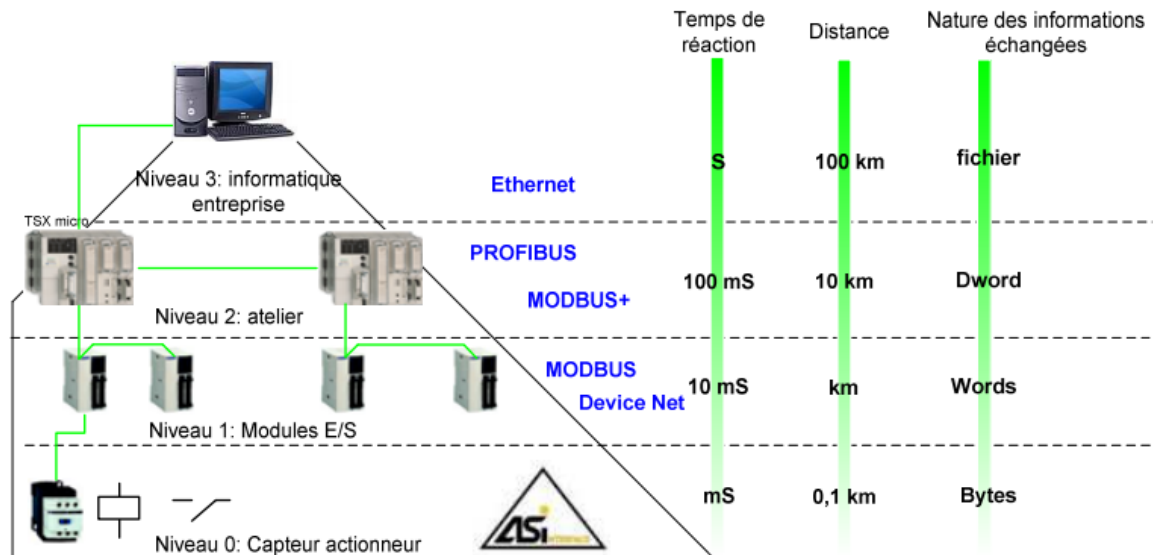 Temps de
réaction
Distance
Nature des informations
échangées
Niveau 3: informatique
entreprise
Ethernet
S
100 km
fichier
TSX micro
PROFIBUS
MODBUS+
100 mS
10 km
Dword
Niveau 2: atelier
MODBUS
Device Net
10 mS
km
Words
Niveau 1: Modules E/S
ASi
INTERFACE
mS
0,1 km
Bytes
Niveau 0: Capteur actionneur